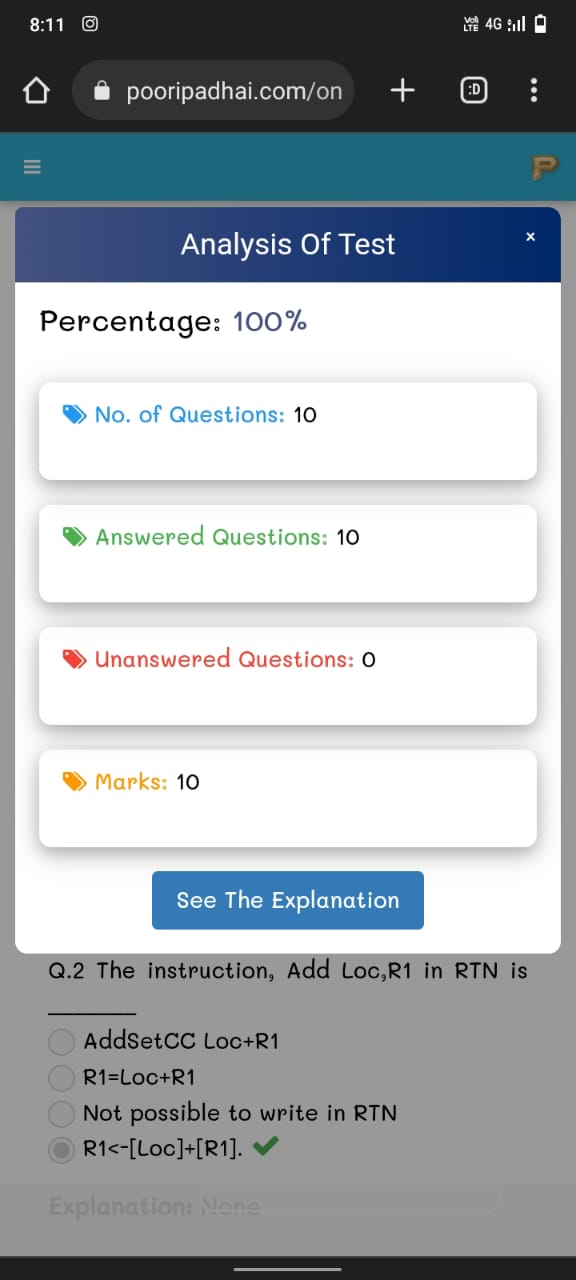 8:11
Vo))
LTE 4G
pooripadhai.com/on
:D
Analysis Of Test
×
Percentage: 100%
No. of Questions: 10
Answered Questions: 10
Unanswered Questions: 0
Marks: 10
See The Explanation
Q.2 The instruction, Add Loc,R1 in RTN is
_______
AddSetCC Loc+R1
R1=Loc+R1
Not possible to write in RTN
R1<-[Loc]+[R1].
Explanation: None